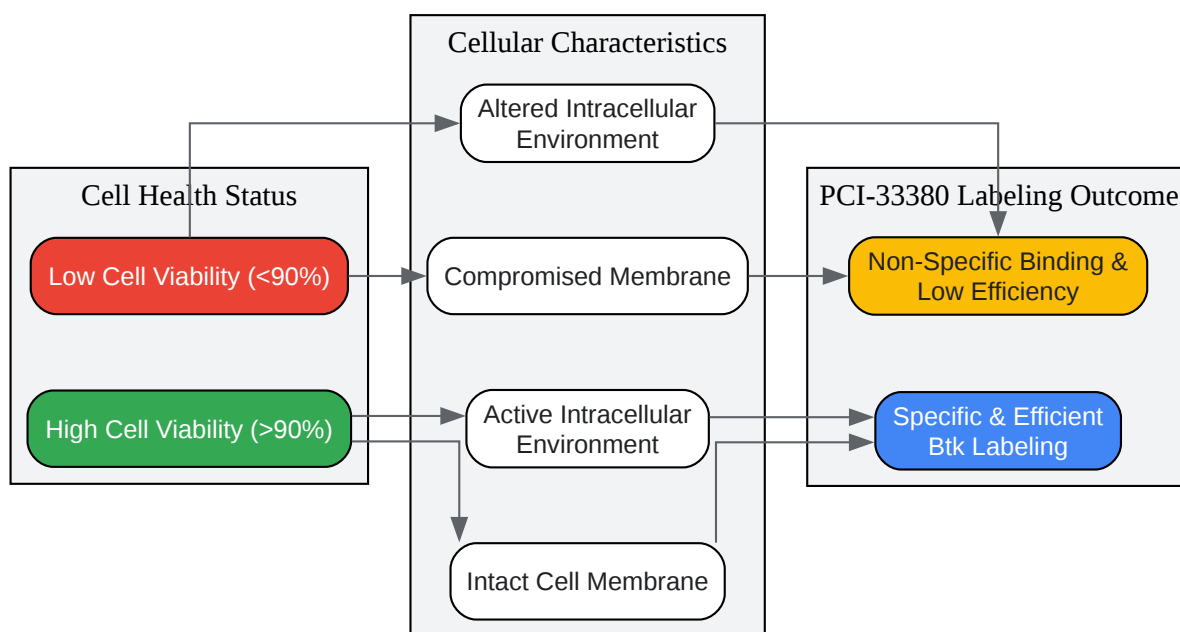 Cellular Characteristics
Altered Intracellular
Environment
Cell Health Status
PCI-33380 Labeling Outcome
Low Cell Viability (<90%)
Compromised Membrane
Non-Specific Binding &
Low Efficiency
High Cell Viability (>90%)
Active Intracellular
Environment
Specific & Efficient
Btk Labeling
Intact Cell Membrane